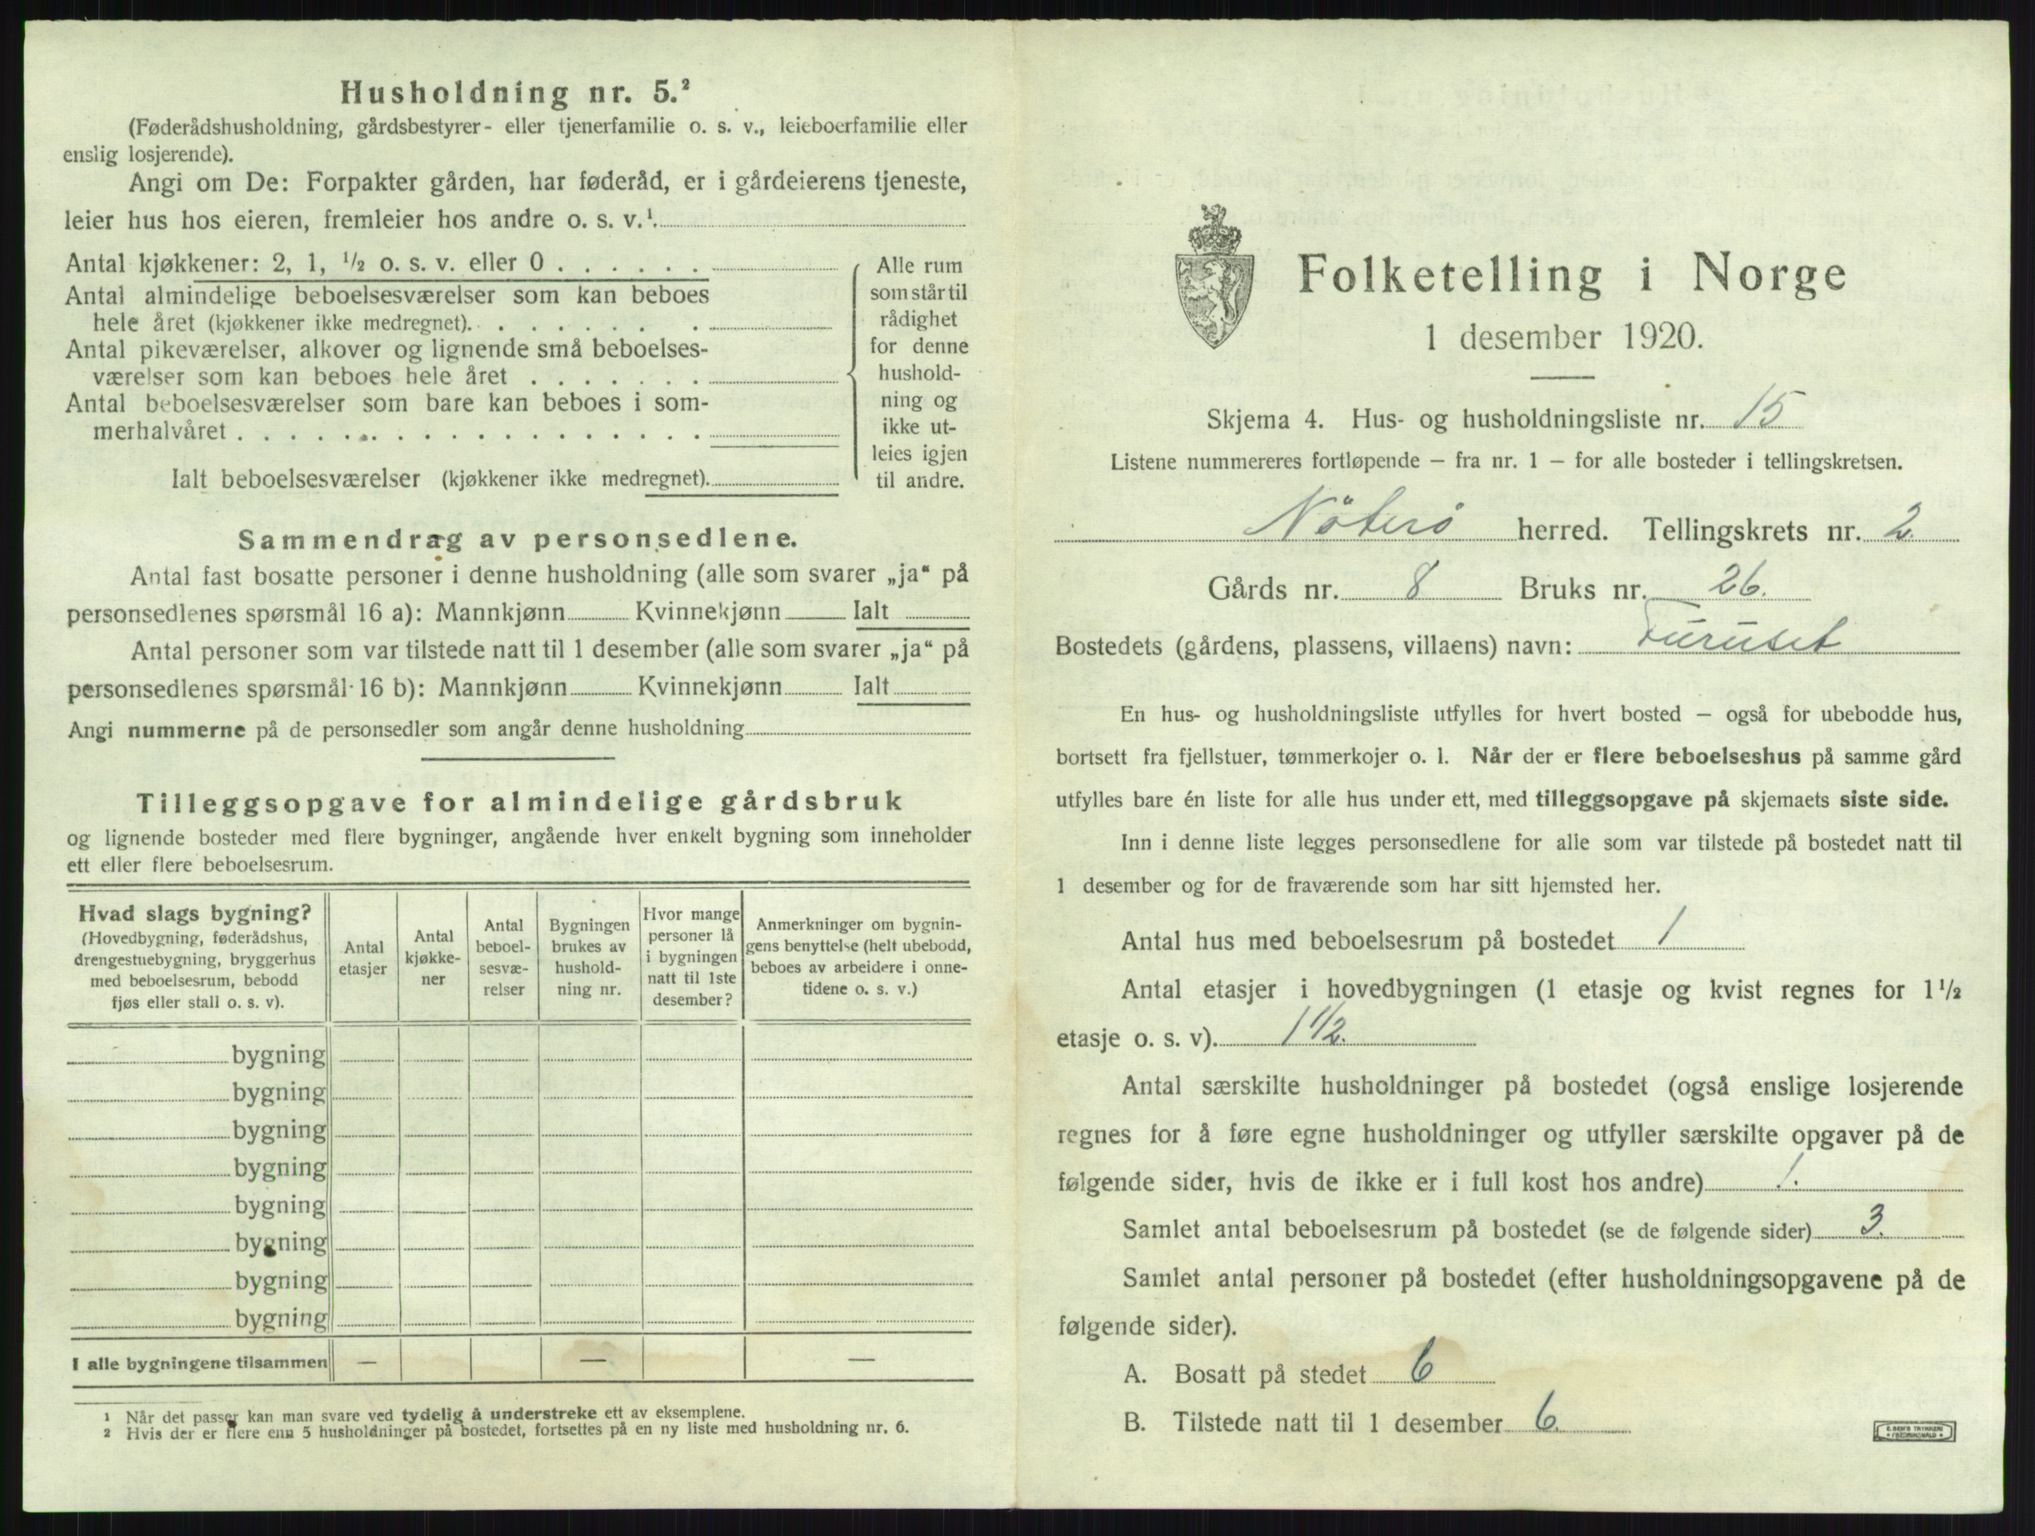 Husholdning nr. 5.²
(Føderådshusholdning, gårdsbestyrer- eller tjenerfamilie o. s. v., leieboerfamilie eller
enslig losjerende).
Angi om De: Forpakter gården, har føderåd, er i gårdeierens tjeneste,
leier hus hos eieren, fremleier hos andre o. s. v.¹
Antal kjøkkener: 2, 1, ½ o. s. v. eller 0 . . . . . .
Antal almindelige beboelsesværelser som kan beboes
hele året (kjøkkener ikke medregnet). . . . . . . .
Antal pikeværelser, alkover og lignende små beboelses-
værelser som kan beboes hele året . . . . . . .
Antal beboelsesværelser som bare kan beboes i som-
merhalvåret . . . . . . . . . . . . . . . . .
Ialt beboelsesværelser (kjøkkener ikke medregnet).
Alle rum
som står til
rådighet
for denne
hushold-
ning og
ikke ut-
leies igjen
til andre.
Sammendrag av personsedlene.
Antal fast bosatte personer i denne husholdning (alle som svarer „ja“ på
personsedlenes spørsmål 16 a): Mannkjønn Kvinnekjønn Ialt
Antal personer som var tilstede natt til 1 desember (alle som svarer „ja“ på
personsedlenes spørsmål 16 b): Mannkjønn Kvinnekjønn Ialt
Angi nummerne på de personsedler som angår denne husholdning
Tilleggsopgave for almindelige gårdsbruk
og lignende bosteder med flere bygninger, angående hver enkelt bygning som inneholder
ett eller flere beboelsesrum.
Hvad slags bygning?
(Hovedbygning, føderådshus,
drengestuebygning, bryggerhus
med beboelsesrum, bebodd
fjøs eller stall o. s. v).
Antal
etasjer
Antal
kjøkke-
ner
Antal
beboel-
sesvæ-
relser
Bygningen
brukes av
hushold-
ning nr.
Hvor mange
personer lå
i bygningen
natt til 1ste
desember?
Anmerkninger om bygnin-
gens benyttelse (helt ubebodd,
beboes av arbeidere i onne-
tidene o. s. v.)
bygning
bygning
bygning
bygning
bygning
bygning
bygning
bygning
I alle bygningene tilsammen — — —
¹ Når det passer kan man svare ved tydelig å understreke ett av eksemplene.
² Hvis der er flere enn 5 husholdninger på bostedet, fortsettes på en ny liste med husholdning nr. 6.
Folketelling i Norge
1 desember 1920.
Skjema 4. Hus- og husholdningsliste nr. 15
Listene nummereres fortløpende – fra nr. 1 – for alle bosteder i tellingskretsen.
Nöterö herred. Tellingskrets nr. 2.
Gårds nr. 8 Bruks nr. 26.
Bostedets (gårdens, plassens, villaens) navn: Furuset
En hus- og husholdningsliste utfylles for hvert bosted – også for ubebodde hus,
bortsett fra fjellstuer, tømmerkojer o. l. Når der er flere beboelseshus på samme gård
utfylles bare én liste for alle hus under ett, med tilleggsopgave på skjemaets siste side.
Inn i denne liste legges personsedlene for alle som var tilstede på bostedet natt til
1 desember og for de fraværende som har sitt hjemsted her.
Antal hus med beboelsesrum på bostedet 1
Antal etasjer i hovedbygningen (1 etasje og kvist regnes for 1½
etasje o. s. v). 1 1/2.
Antal særskilte husholdninger på bostedet (også enslige losjerende
regnes for å føre egne husholdninger og utfyller særskilte opgaver på de
følgende sider, hvis de ikke er i full kost hos andre) 1.
Samlet antal beboelsesrum på bostedet (se de følgende sider) 3.
Samlet antal personer på bostedet (efter husholdningsopgavene på de
følgende sider).
A. Bosatt på stedet 6
B. Tilstede natt til 1 desember 6.